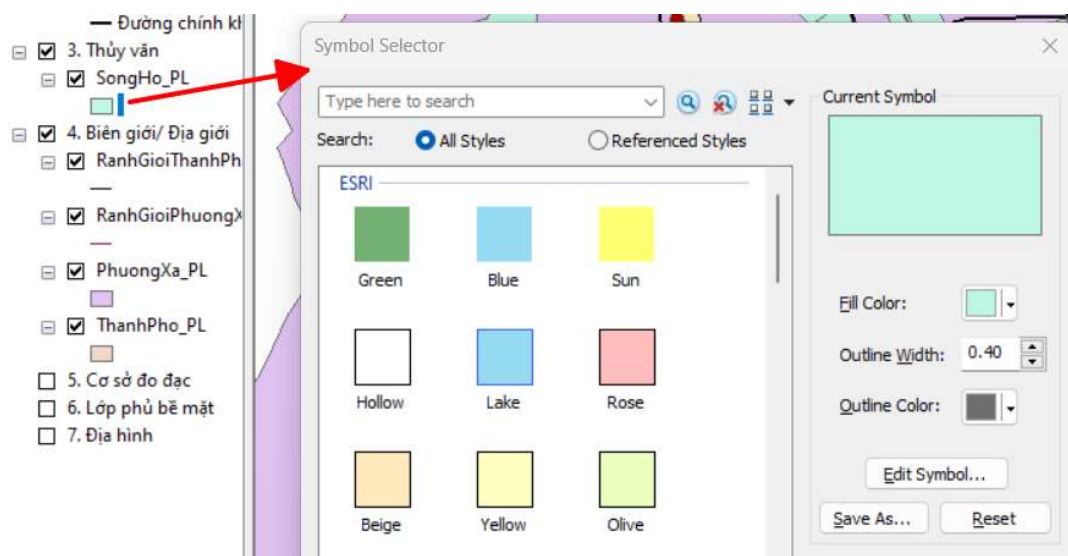 Đường chính kh
3. Thủy văn
SongHo_PL
4. Biên giới/ Địa giới
RanhGioiThanhPh
RanhGioiPhuongX
PhuongXa_PL
ThanhPho_PL
5. Cơ sở đo đạc
6. Lớp phủ bề mặt
7. Địa hình
Symbol Selector
Type here to search
Search: All Styles Referenced Styles
ESRI
Green Blue Sun
Hollow Lake Rose
Beige Yellow Olive
Current Symbol
Fill Color:
Outline Width: 0.40
Outline Color:
Edit Symbol...
Save As... Reset